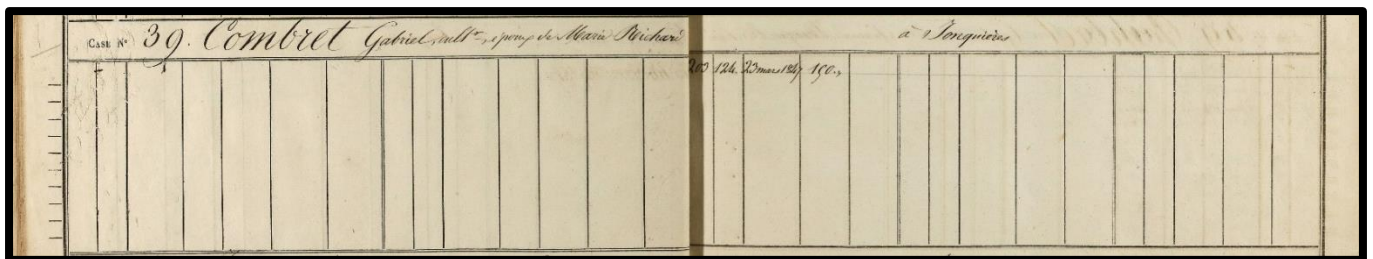 CASE N° 39. Combret Gabriel, cult.r, époux de Marie Richard à Jonquières
203 124. 23 mars 1847 150.,